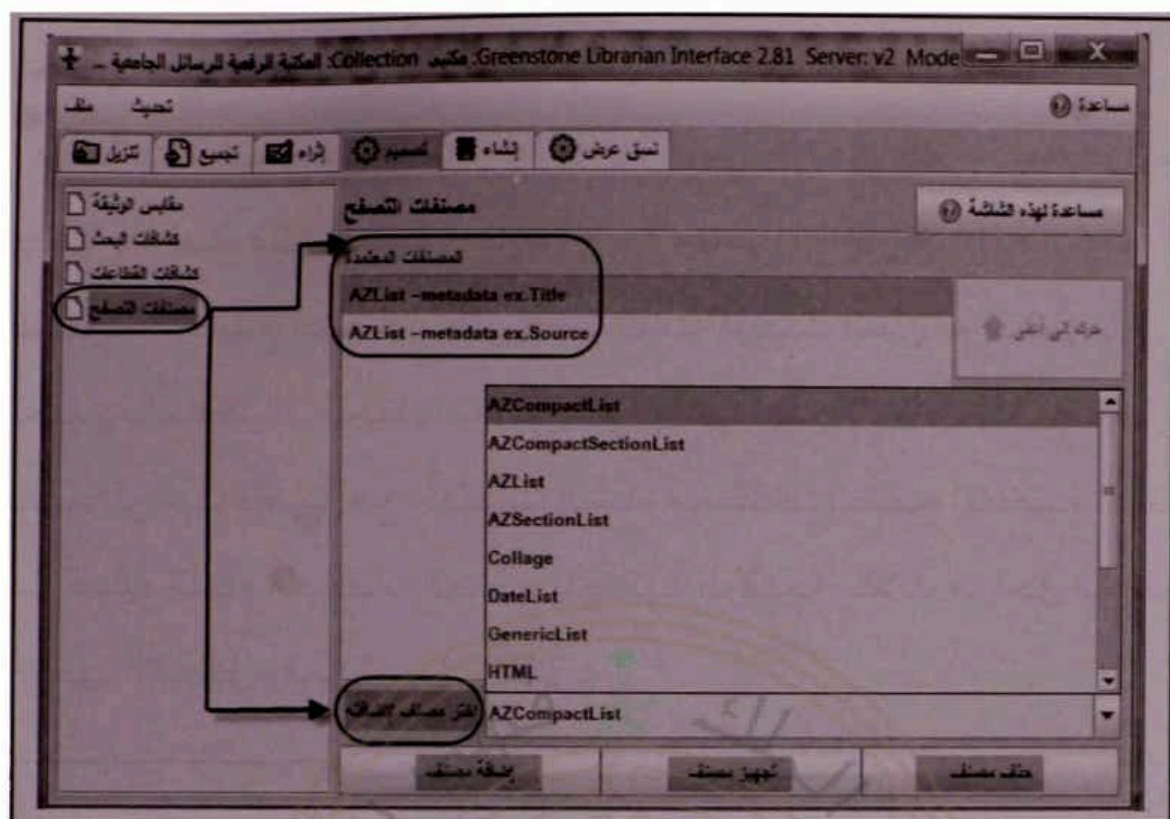 Greenstone Librarian Interface 2.81 Server: v2 Mode: مكتبي Collection: المكتبة الرقمية للرسائل الجامعية ...
ملف تحديث مساعدة
تنزيل تجميع إثراء تصميم إنشاء نسق عرض
مقابس الوثيقة
كشافات البحث
كشافات القطاعات
مصنفات التصفح
مصنفات التصفح
مساعدة لهذه الشاشة
المصنفات المعتمدة
AZList –metadata ex.Title
AZList –metadata ex.Source
حرك إلى أعلى
AZCompactList
AZCompactSectionList
AZList
AZSectionList
Collage
DateList
GenericList
HTML
اختر مصنف لإضافته AZCompactList
إضافة مصنف تجهيز مصنف حذف مصنف